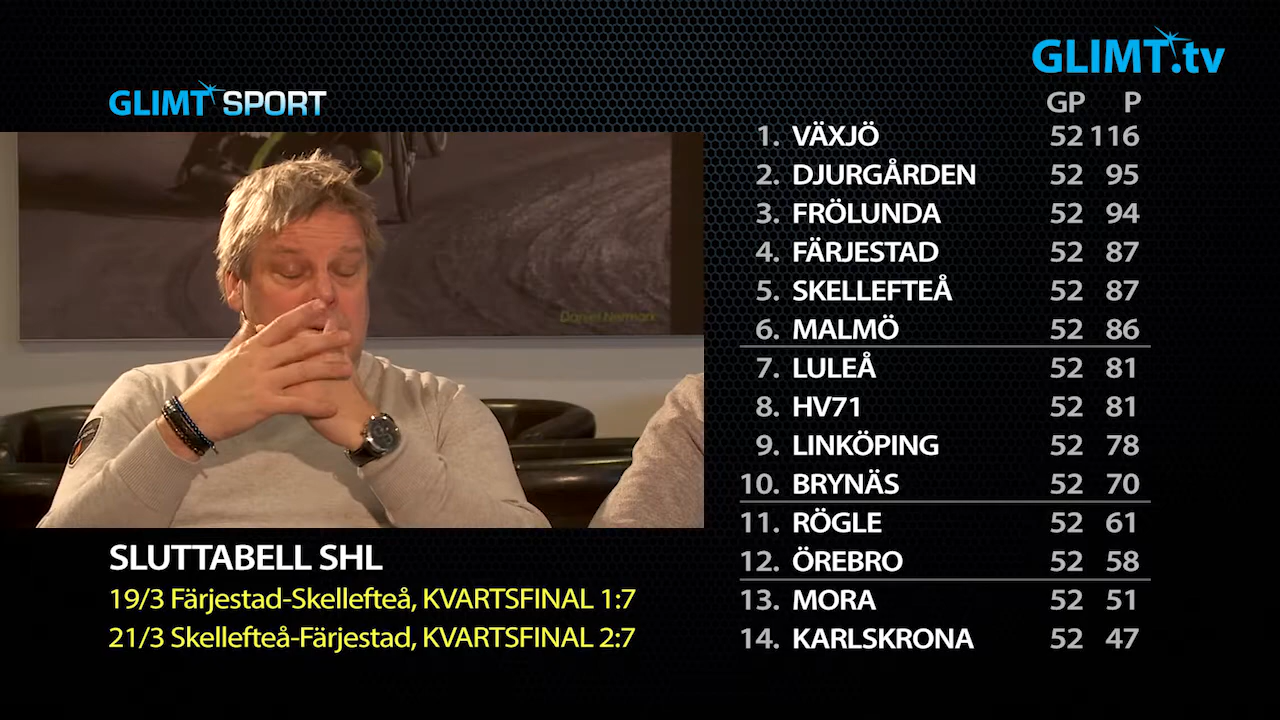 GLIMT.tv
GLIMT SPORT
GP P
1. VÄXJÖ 52 116
2. DJURGÅRDEN 52 95
3. FRÖLUNDA 52 94
4. FÄRJESTAD 52 87
5. SKELLEFTEÅ 52 87
6. MALMÖ 52 86
7. LULEÅ 52 81
8. HV71 52 81
9. LINKÖPING 52 78
10. BRYNÄS 52 70
11. RÖGLE 52 61
12. ÖREBRO 52 58
13. MORA 52 51
14. KARLSKRONA 52 47
Daniel Nermark
SLUTTABELL SHL
19/3 Färjestad-Skellefteå, KVARTSFINAL 1:7
21/3 Skellefteå-Färjestad, KVARTSFINAL 2:7